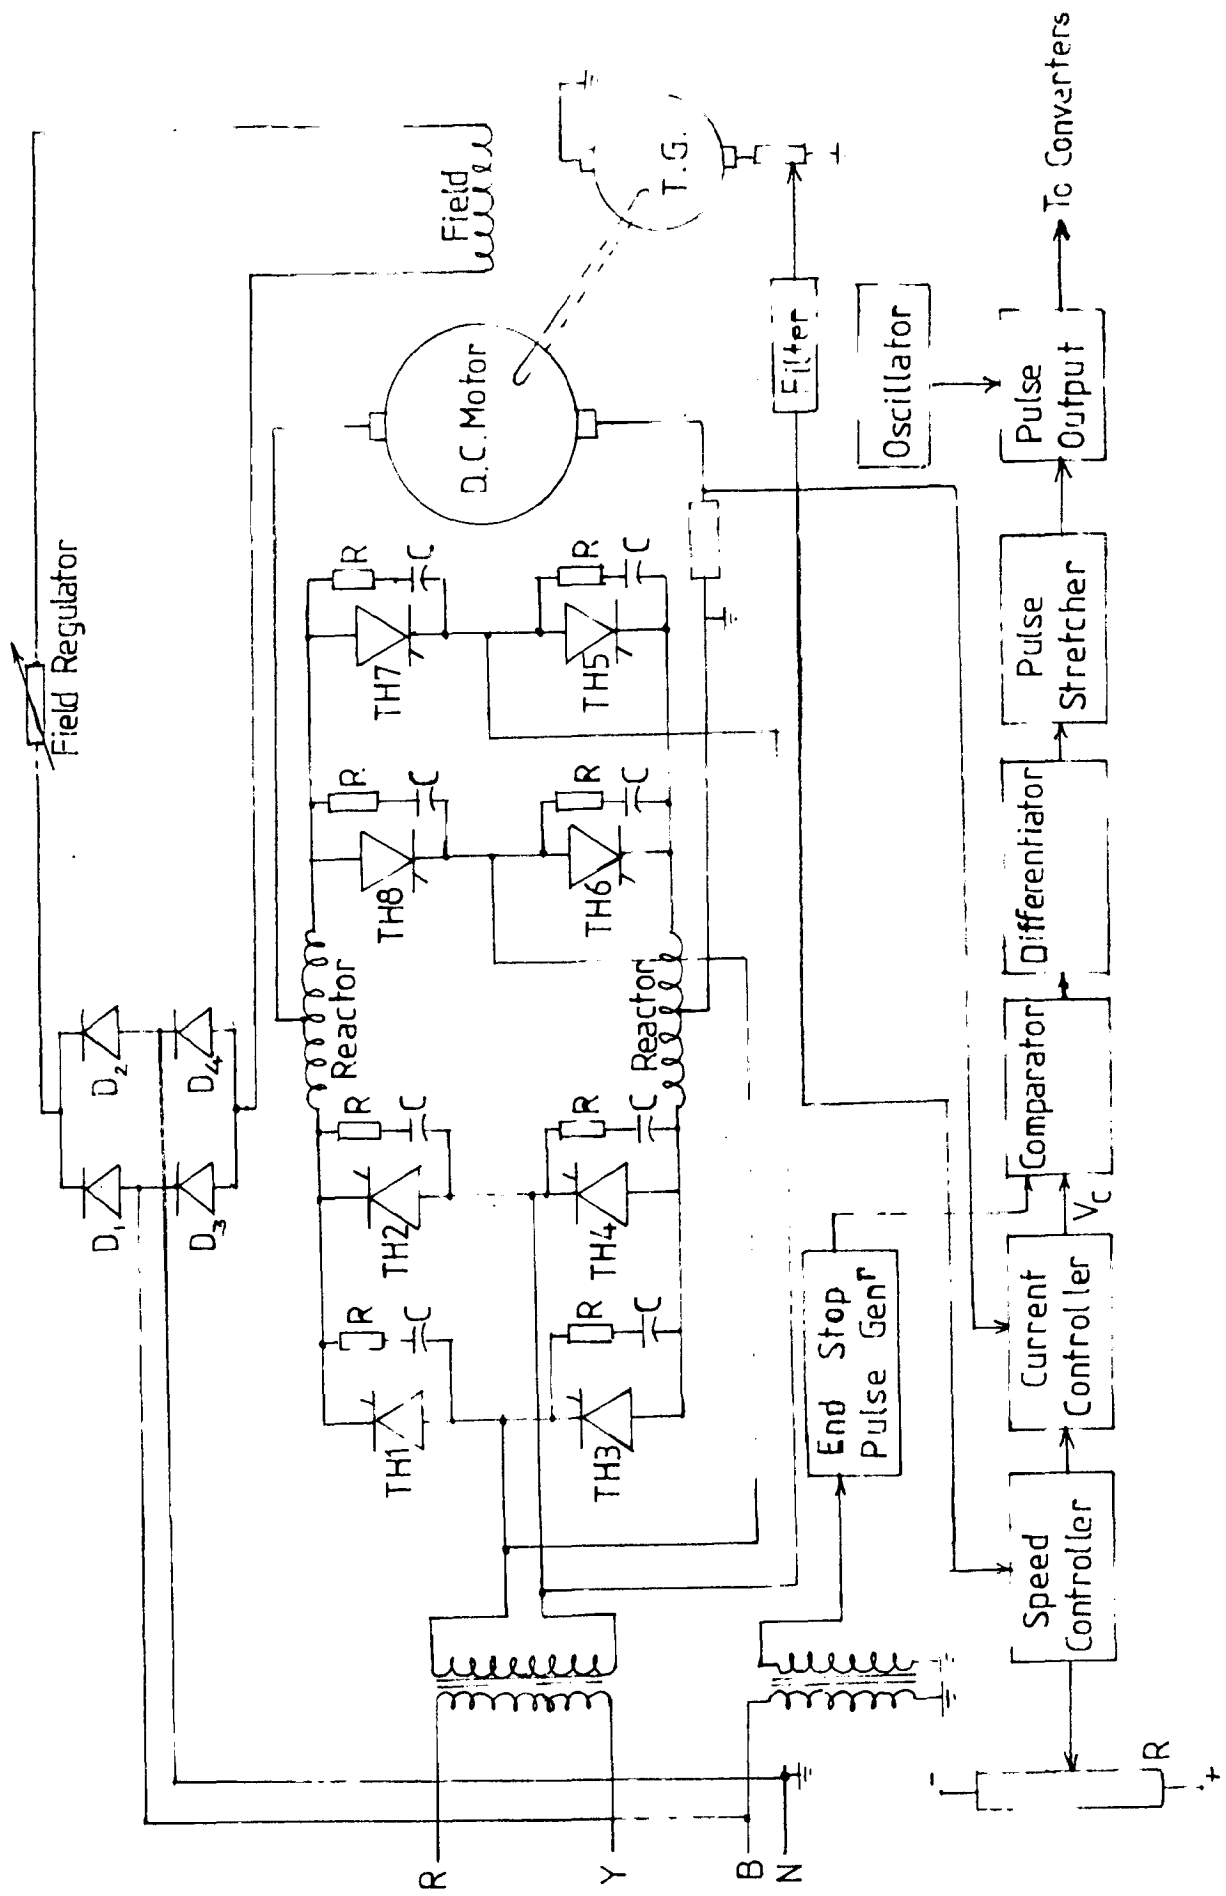 Field Regulator
D1
D2
D3
D4
Field
D.C. Motor
T.G.
R
C
R
C
R
C
R
C
TH1
TH2
Reactor
TH8
TH7
R
C
R
C
R
C
R
C
TH3
TH4
Reactor
TH6
TH5
R
Y
B
N
End Stop
Pulse Genr
Filter
Oscillator
-
R
+
Speed
Controller
Current
Controller
VC
Comparator
Differentiator
Pulse
Stretcher
Pulse
Output
To Converters